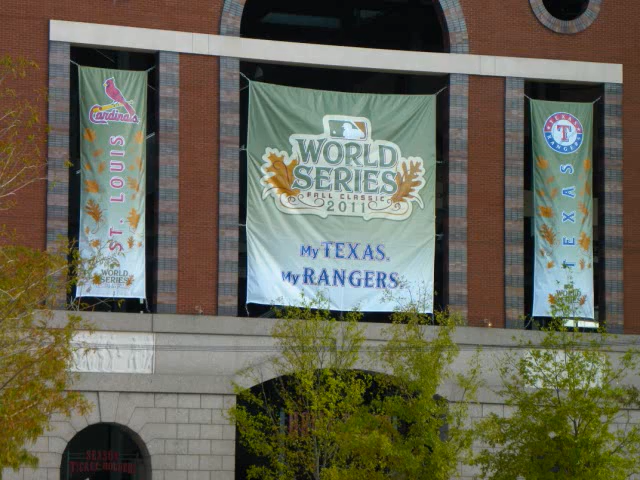 Cardinals
ST. LOUIS
WORLD
SERIES
WORLD
SERIES
FALL CLASSIC
2011
My TEXAS.
My RANGERS.
TEXAS
T
RANGERS
TEXAS
SEASON
TICKET HOLDER